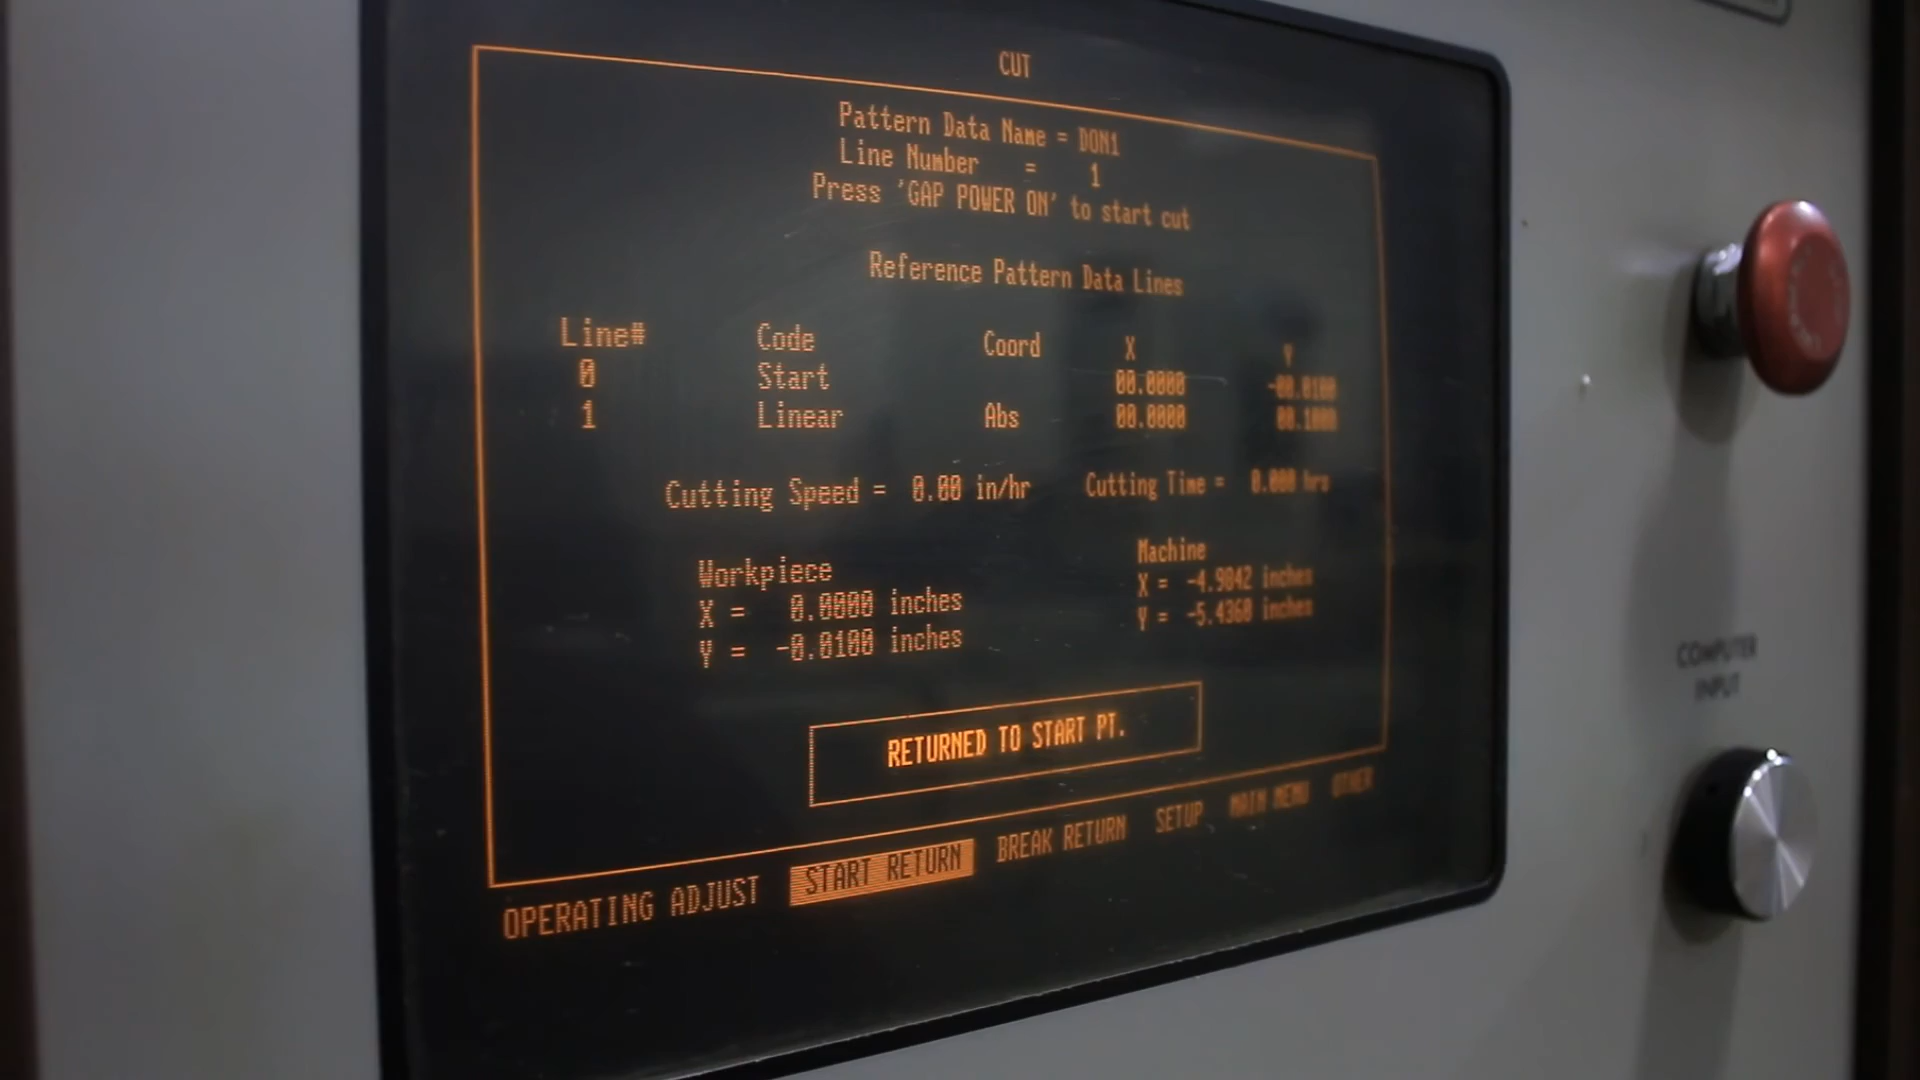 CUT
Pattern Data Name = DON1
Line Number = 1
Press 'GAP POWER ON' to start cut
Reference Pattern Data Lines
Line# Code Coord X Y
0 Start 00.0000 -00.0100
1 Linear Abs 00.0000 00.1000
Cutting Speed = 0.00 in/hr Cutting Time = 0.000 hrs
Workpiece Machine
X = 0.0000 inches X = -4.9842 inches
Y = -0.0100 inches Y = -5.4360 inches
RETURNED TO START PT.
OPERATING ADJUST START RETURN BREAK RETURN SETUP MAIN MENU OTHER
COMPUTER
INPUT